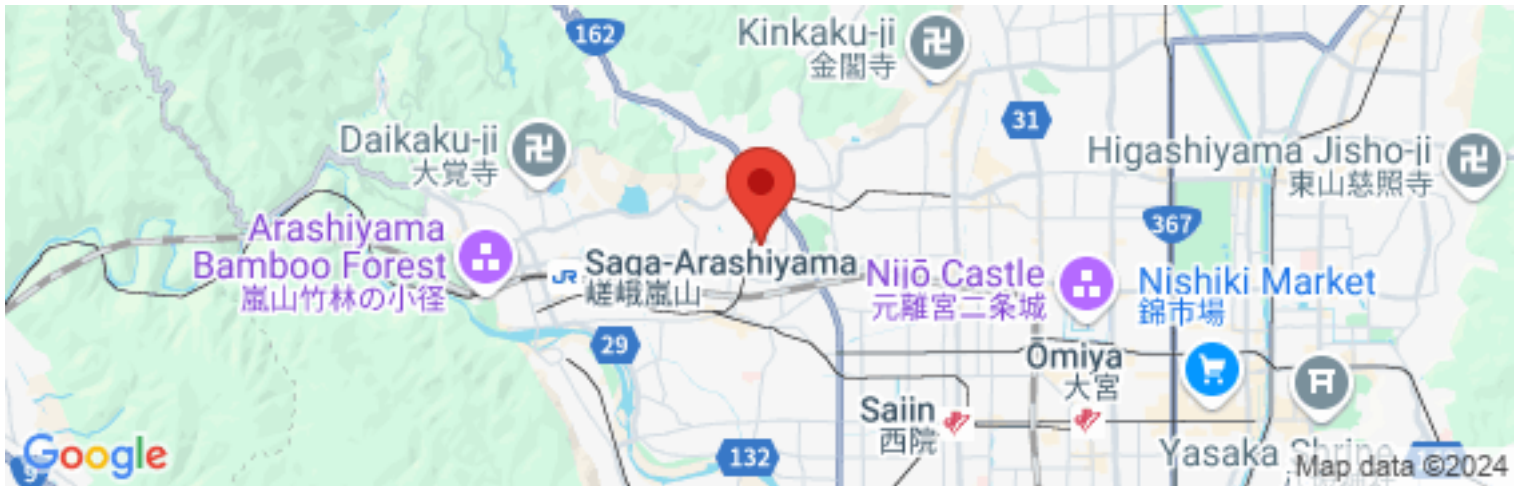 162
Kinkaku-ji
金閣寺
31
Daikaku-ji
大覚寺
Higashiyama Jisho-ji
東山慈照寺
367
Arashiyama
Bamboo Forest
嵐山竹林の小径
JR
Saga-Arashiyama
嵯峨嵐山
Nijō Castle
元離宮二条城
Nishiki Market
錦市場
29
Ōmiya
大宮
Saiin
西院
132
Yasaka Shrine
9
Google
Map data ©2024